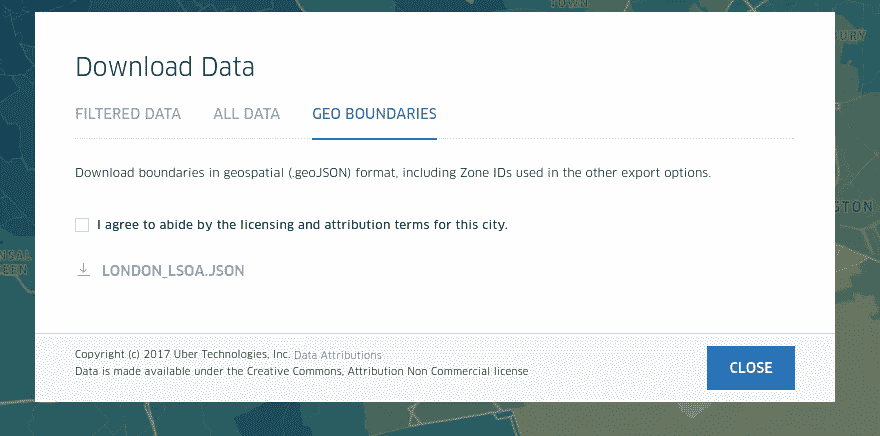 TOWN
Download Data
FILTERED DATA ALL DATA GEO BOUNDARIES
Download boundaries in geospatial (.geoJSON) format, including Zone IDs used in the other export options.
I agree to abide by the licensing and attribution terms for this city.
LONDON_LSOA.JSON
Copyright (c) 2017 Uber Technologies, Inc. Data Attributions
Data is made available under the Creative Commons, Attribution Non Commercial license
CLOSE